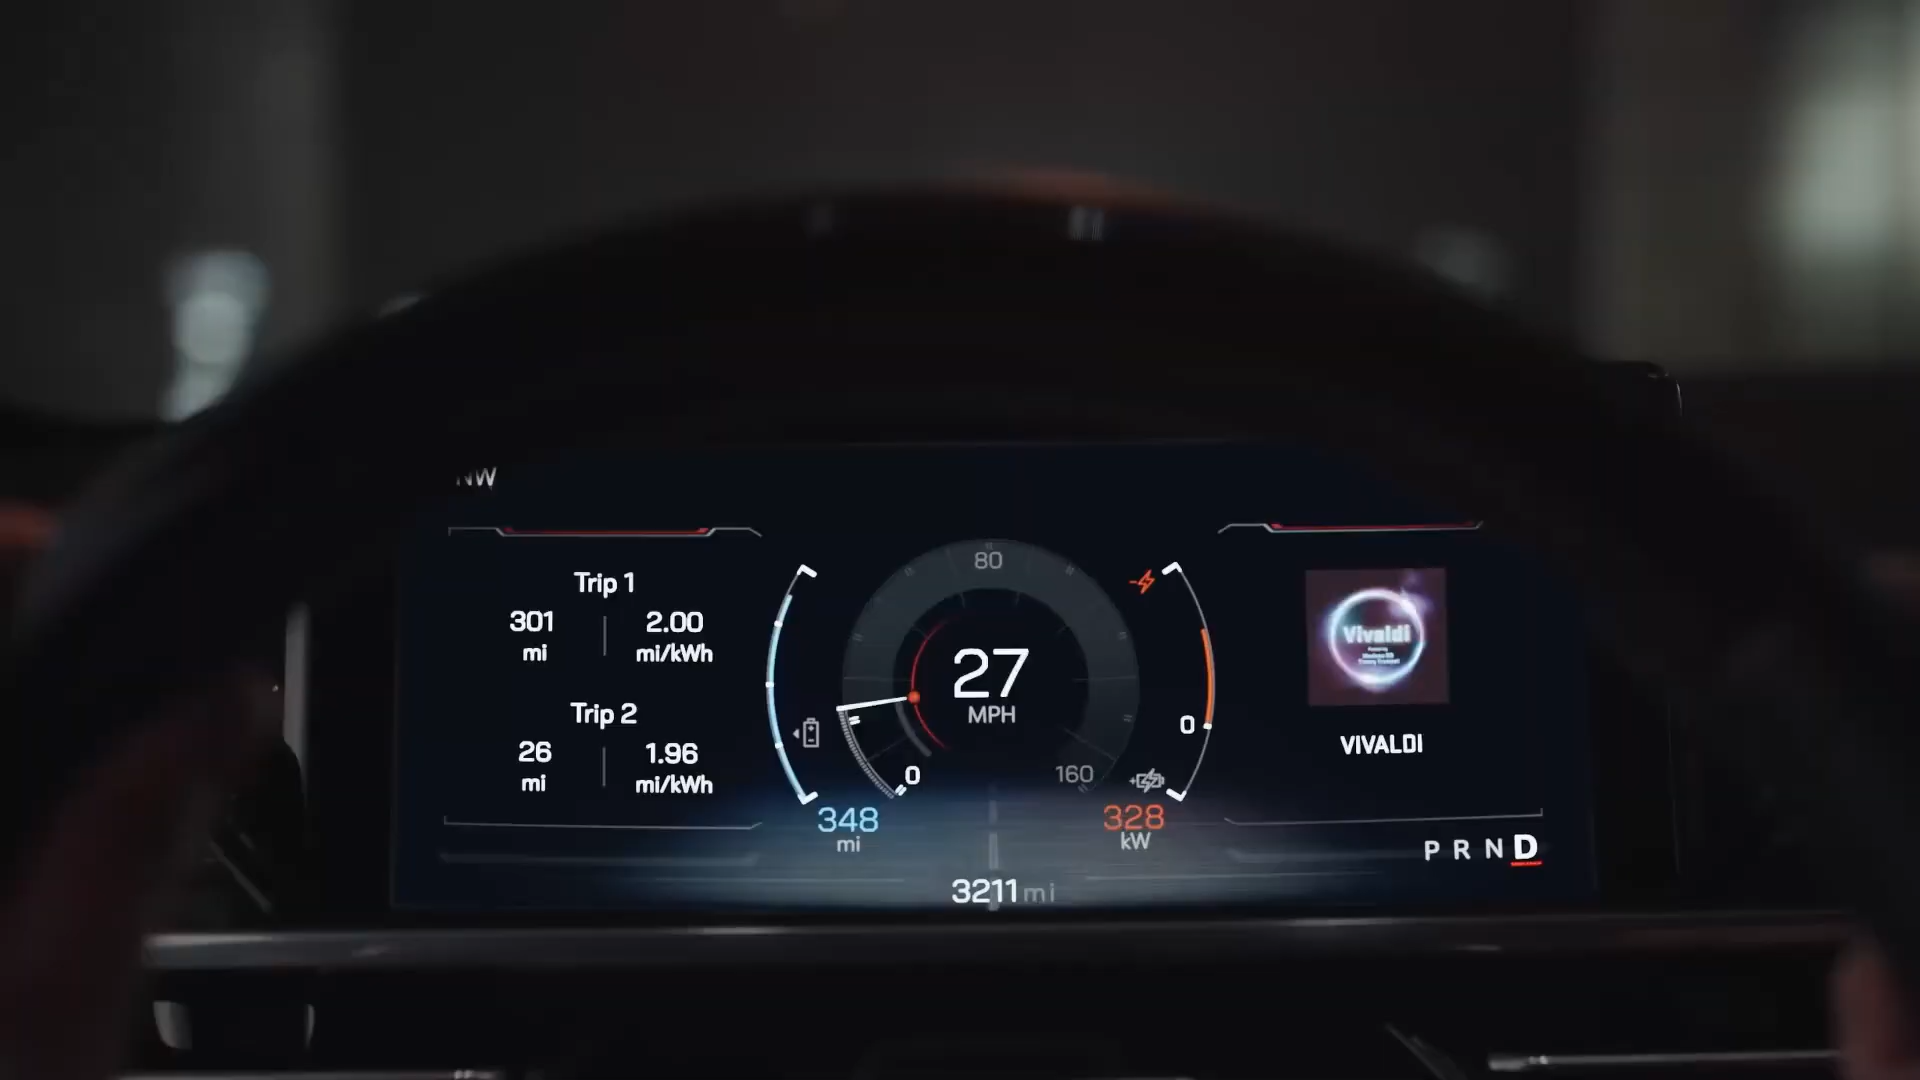 NW
Trip 1
301 2.00
mi mi/kWh
Trip 2
26 1.96
mi mi/kWh
80
27
MPH
0
160
348
mi
0
328
kW
3211 mi
Vivaldi
VIVALDI
P R N D